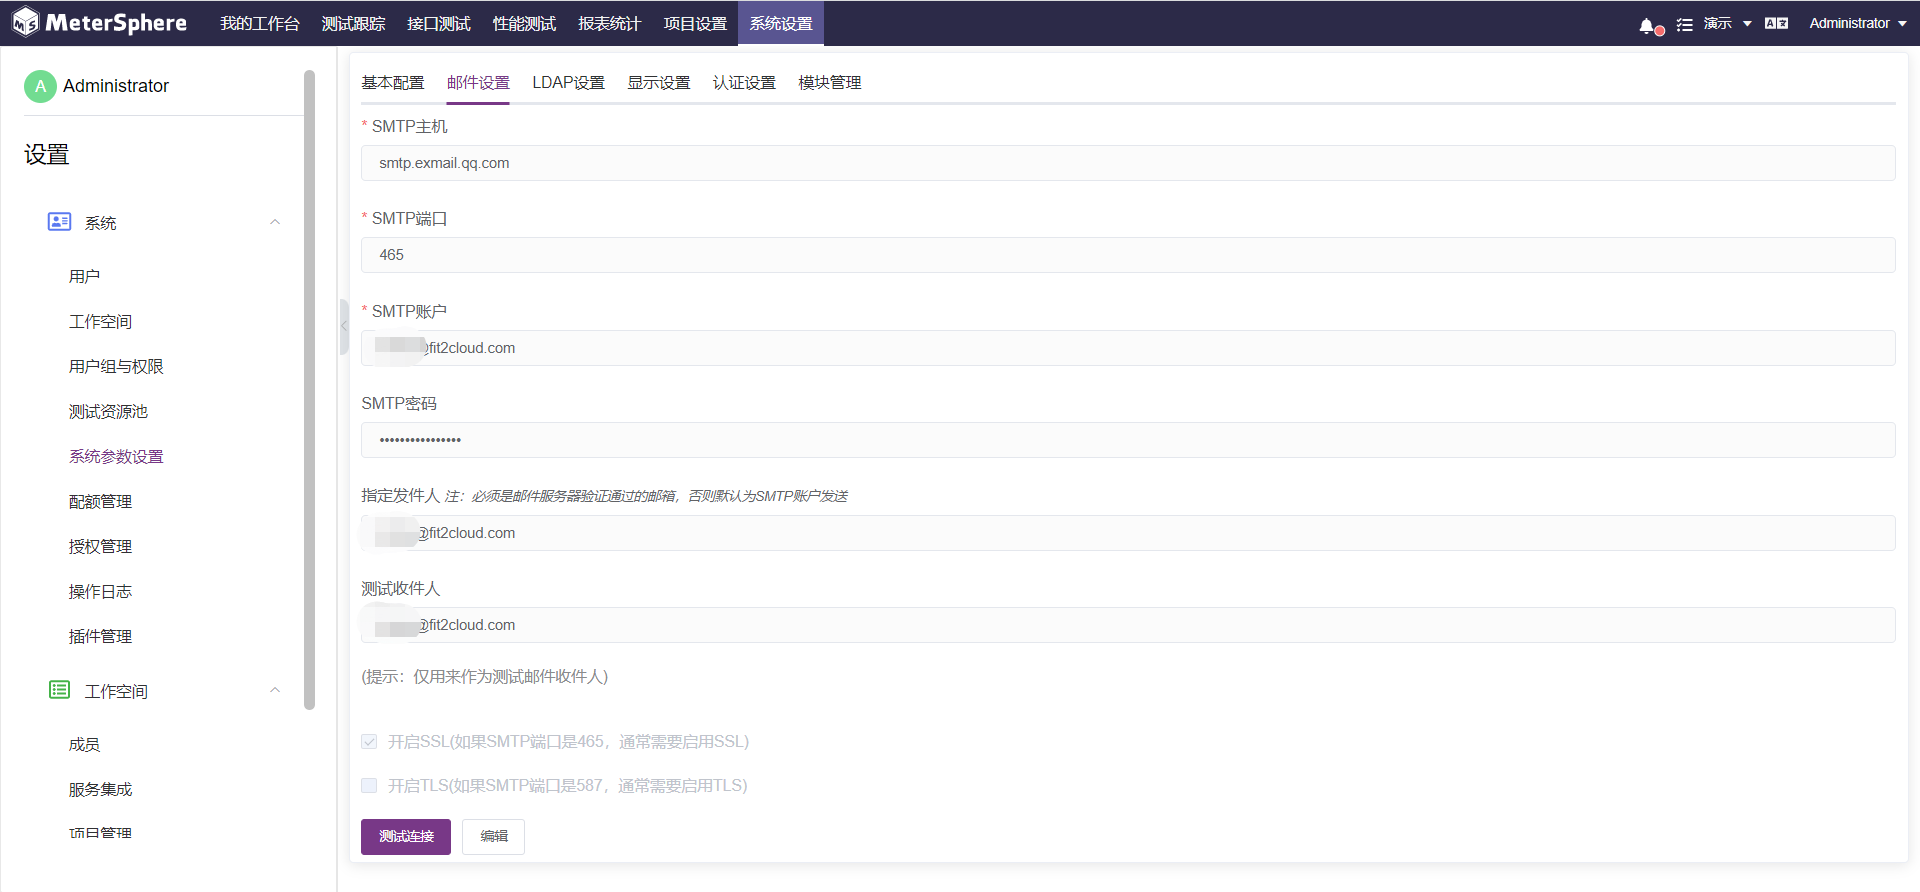 MeterSphere 我的工作台 测试跟踪 接口测试 性能测试 报表统计 项目设置 系统设置 演示 Administrator
A Administrator
设置
系统
用户
工作空间
用户组与权限
测试资源池
系统参数设置
配额管理
授权管理
操作日志
插件管理
工作空间
成员
服务集成
项目管理
基本配置 邮件设置 LDAP设置 显示设置 认证设置 模块管理
* SMTP主机
smtp.exmail.qq.com
* SMTP端口
465
* SMTP账户
@fit2cloud.com
SMTP密码
••••••••••••••••
指定发件人 注：必须是邮件服务器验证通过的邮箱，否则默认为SMTP账户发送
@fit2cloud.com
测试收件人
@fit2cloud.com
(提示：仅用来作为测试邮件收件人)
开启SSL(如果SMTP端口是465，通常需要启用SSL)
开启TLS(如果SMTP端口是587，通常需要启用TLS)
测试连接 编辑